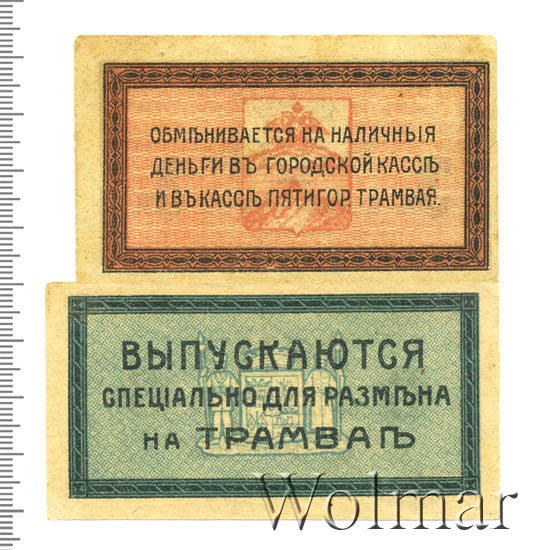 ОБМѢНИВАЕТСЯ НА НАЛИЧНЫЯ
ДЕНЬГИ ВЪ ГОРОДСКОЙ КАССѢ
И ВЪ КАССѢ ПЯТИГОР. ТРАМВАЯ.
ВЫПУСКАЮТСЯ
СПЕЦІАЛЬНО ДЛЯ РАЗМѢНА
НА ТРАМВАѢ
Wolmar